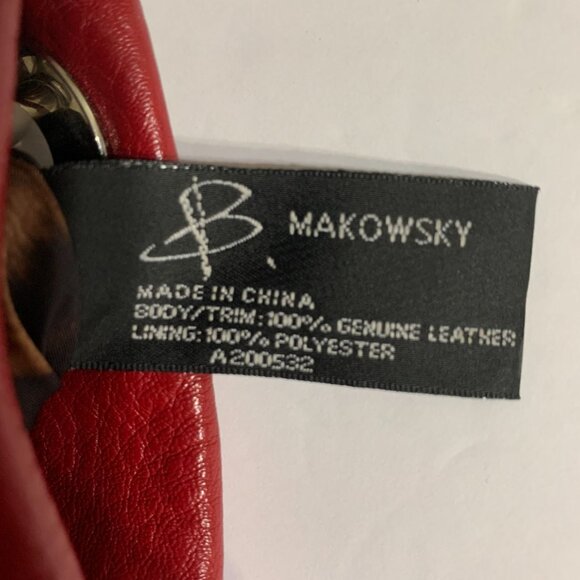 B MAKOWSKY
MADE IN CHINA
BODY/TRIM:100% GENUINE LEATHER
LINING:100% POLYESTER
A200532